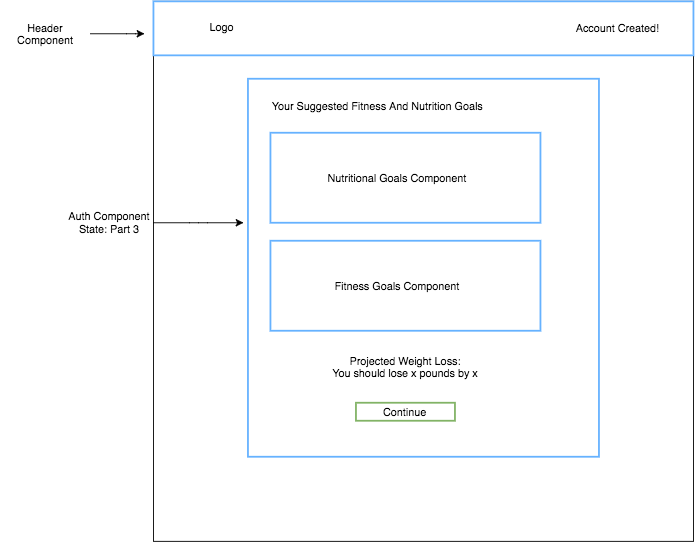 Header
Component
Logo
Account Created!
Your Suggested Fitness And Nutrition Goals
Nutritional Goals Component
Auth Component
State: Part 3
Fitness Goals Component
Projected Weight Loss:
You should lose x pounds by x
Continue